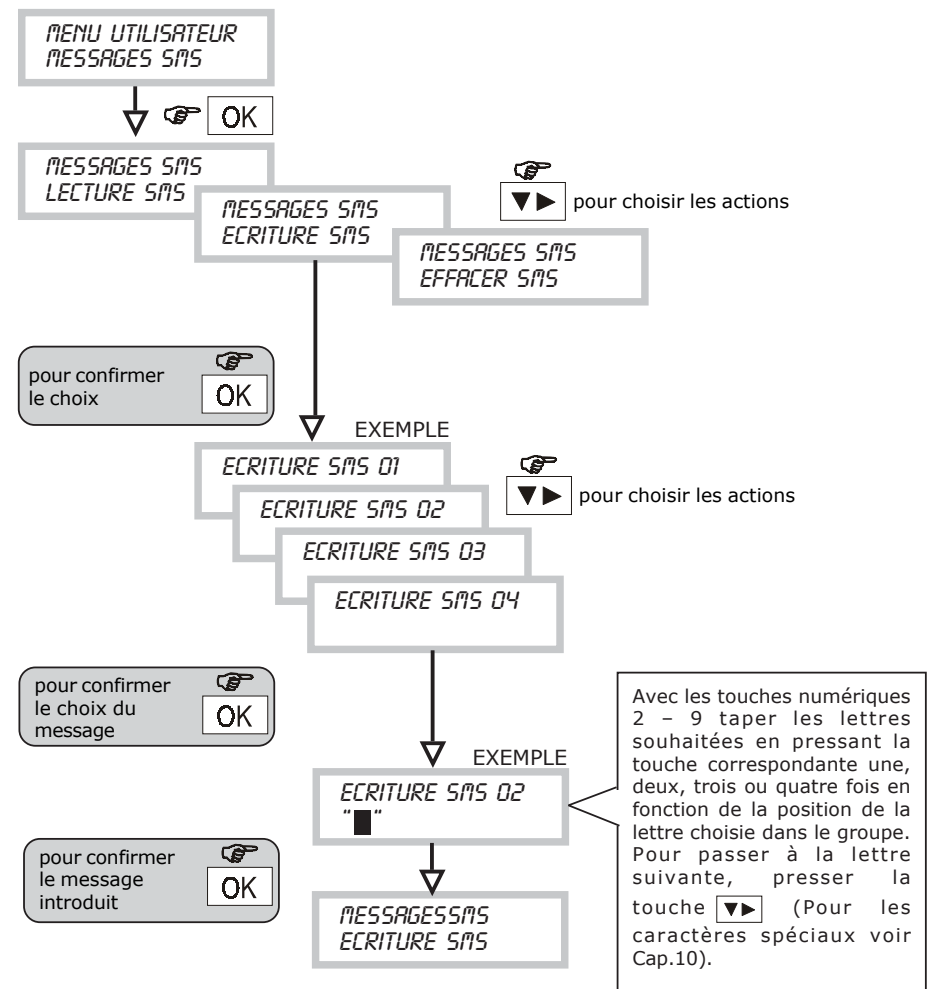 MENU UTILISATEUR
MESSAGES SMS
OK
MESSAGES SMS
LECTURE SMS
MESSAGES SMS
ECRITURE SMS
MESSAGES SMS
EFFACER SMS
▼▶ pour choisir les actions
pour confirmer
le choix
OK
EXEMPLE
ECRITURE SMS 01
ECRITURE SMS 02
ECRITURE SMS 03
ECRITURE SMS 04
▼▶ pour choisir les actions
pour confirmer
le choix du
message
OK
EXEMPLE
ECRITURE SMS 02
"█"
Avec les touches numériques
2 – 9 taper les lettres
souhaitées en pressant la
touche correspondante une,
deux, trois ou quatre fois en
fonction de la position de la
lettre choisie dans le groupe.
Pour passer à la lettre
suivante, presser la
touche ▼▶ (Pour les
caractères spéciaux voir
Cap.10).
pour confirmer
le message
introduit
OK
MESSAGESSMS
ECRITURE SMS